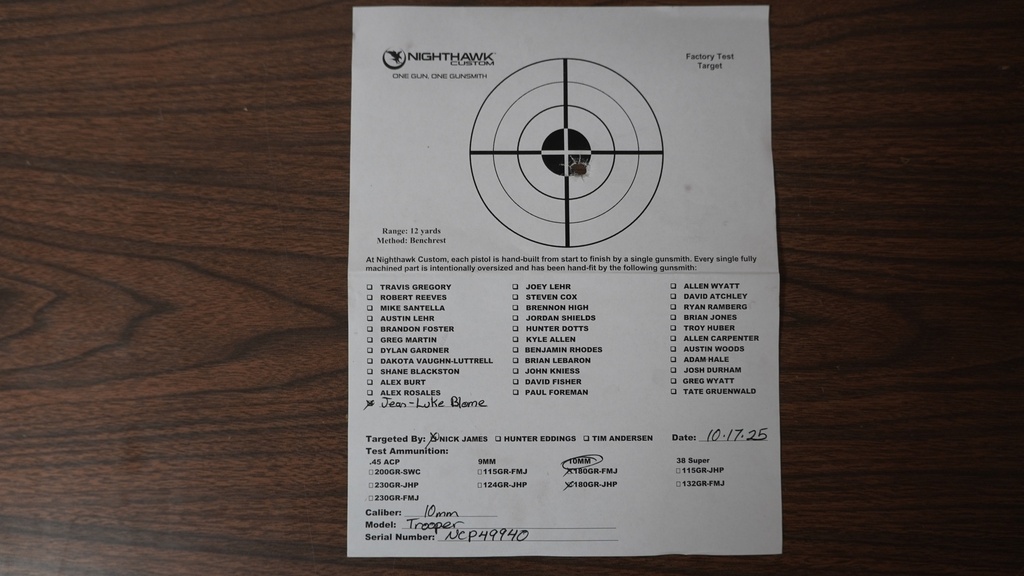 NIGHTHAWK
CUSTOM
ONE GUN, ONE GUNSMITH
Factory Test
Target
Range: 12 yards
Method: Benchrest
At Nighthawk Custom, each pistol is hand-built from start to finish by a single gunsmith. Every single fully
machined part is intentionally oversized and has been hand-fit by the following gunsmith:
☐ TRAVIS GREGORY ☐ JOEY LEHR ☐ ALLEN WYATT
☐ ROBERT REEVES ☐ STEVEN COX ☐ DAVID ATCHLEY
☐ MIKE SANTELLA ☐ BRENNON HIGH ☐ RYAN RAMBERG
☐ AUSTIN LEHR ☐ JORDAN SHIELDS ☐ BRIAN JONES
☐ BRANDON FOSTER ☐ HUNTER DOTTS ☐ TROY HUBER
☐ GREG MARTIN ☐ KYLE ALLEN ☐ ALLEN CARPENTER
☐ DYLAN GARDNER ☐ BENJAMIN RHODES ☐ AUSTIN WOODS
☐ DAKOTA VAUGHN-LUTTRELL ☐ BRIAN LEBARON ☐ ADAM HALE
☐ SHANE BLACKSTON ☐ JOHN KNIESS ☐ JOSH DURHAM
☐ ALEX BURT ☐ DAVID FISHER ☐ GREG WYATT
☐ ALEX ROSALES ☐ PAUL FOREMAN ☐ TATE GRUENWALD
☒ Jean-Luke Blome
Targeted By: ☒ NICK JAMES ☐ HUNTER EDDINGS ☐ TIM ANDERSEN Date: 10.17.25
Test Ammunition:
.45 ACP 9MM 10MM 38 Super
☐200GR-SWC ☐115GR-FMJ ☒180GR-FMJ ☐115GR-JHP
☐230GR-JHP ☐124GR-JHP ☒180GR-JHP ☐132GR-FMJ
☐230GR-FMJ
Caliber: 10mm
Model: Trooper
Serial Number: NCP49940